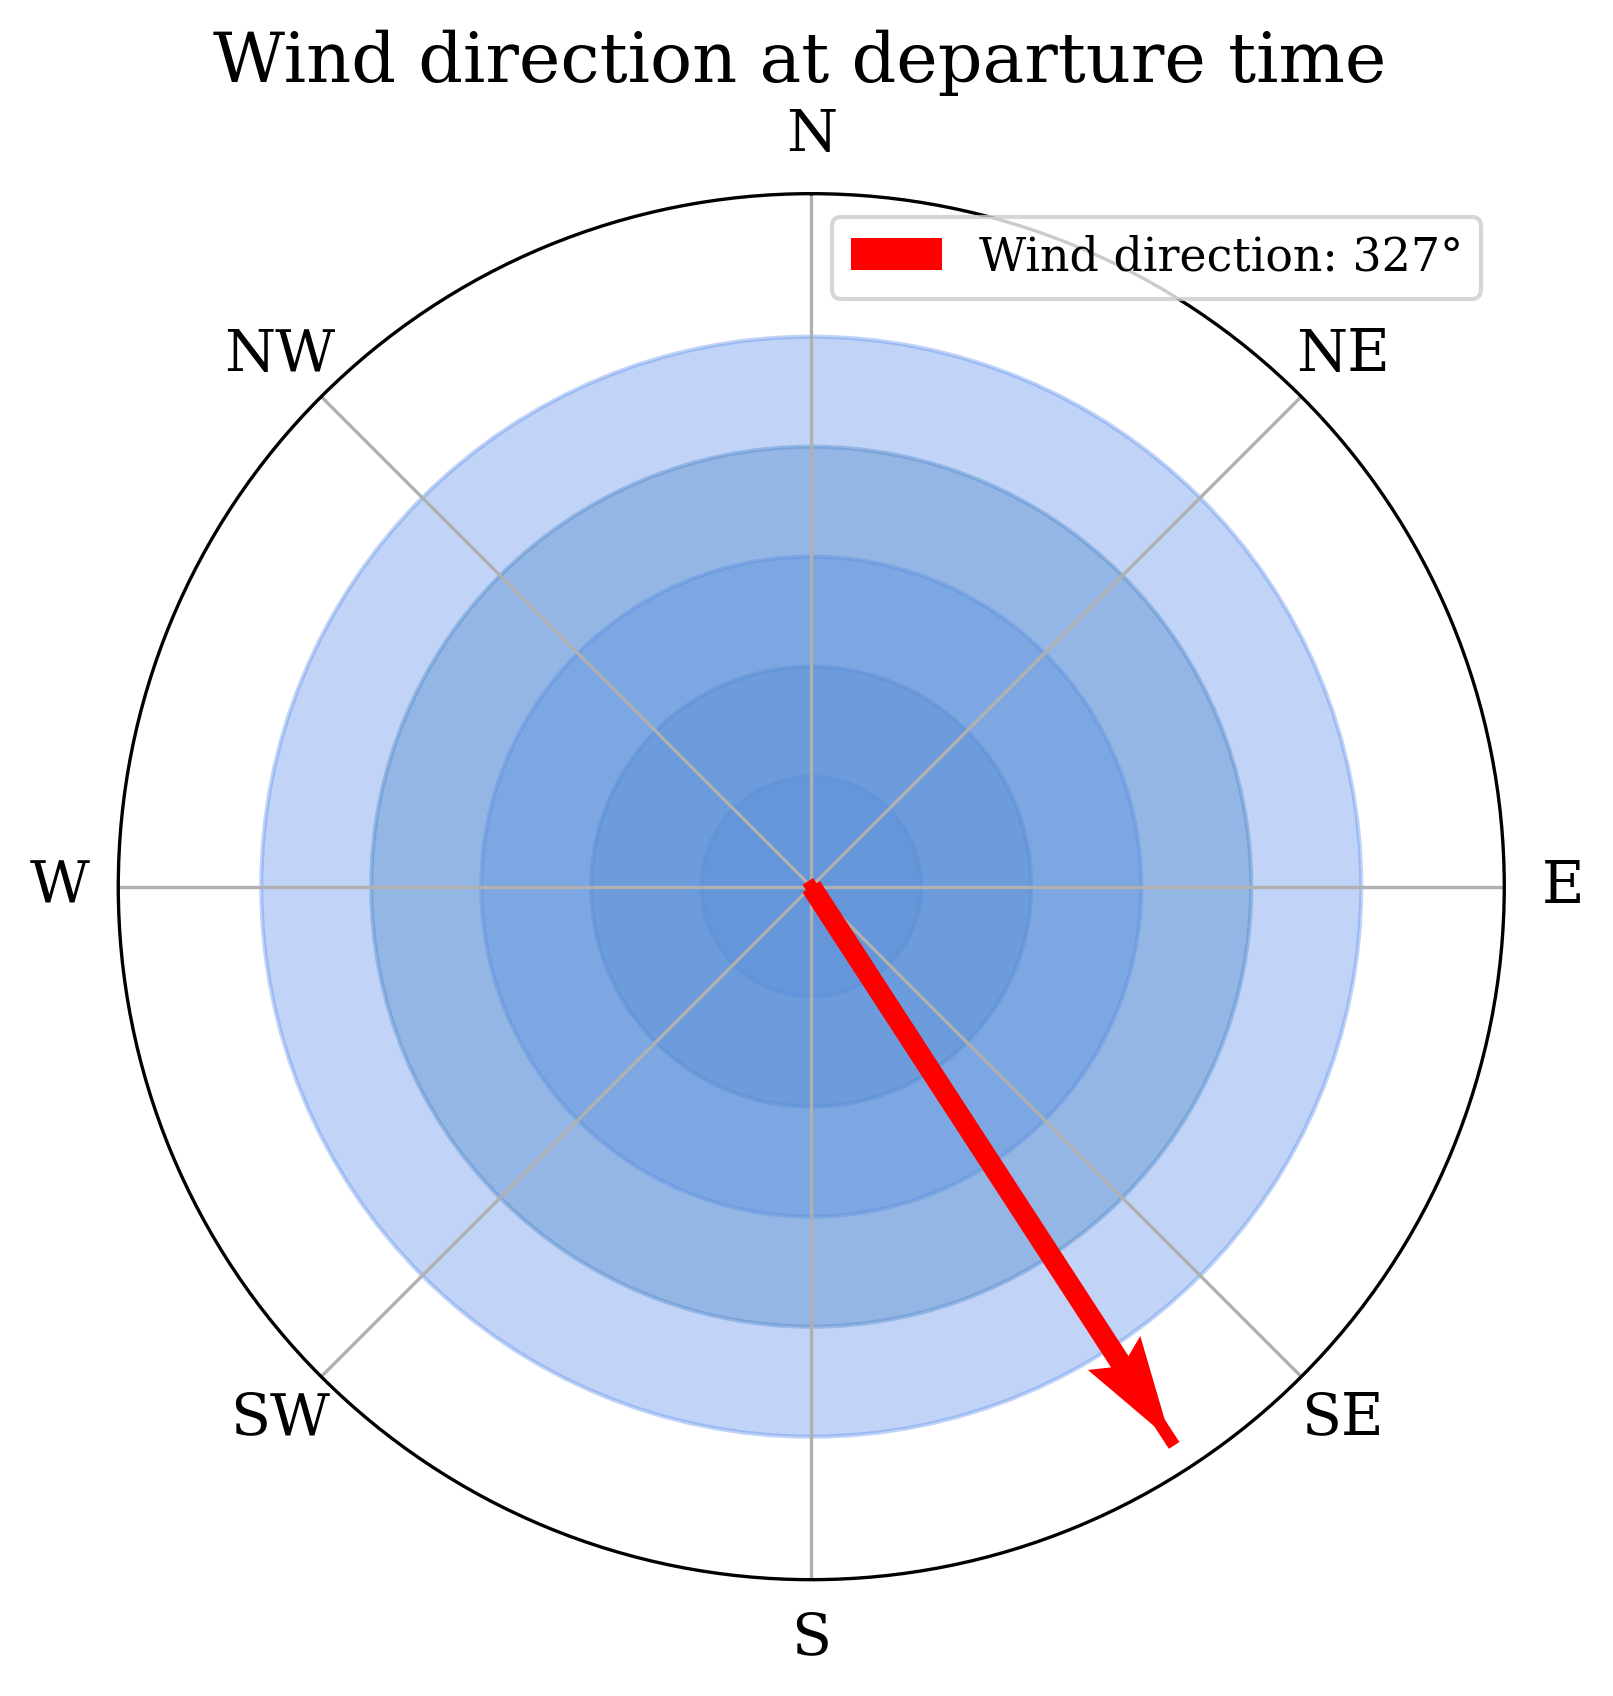 Wind direction at departure time
N
Wind direction: 327°
NW
NE
W
E
SW
SE
S